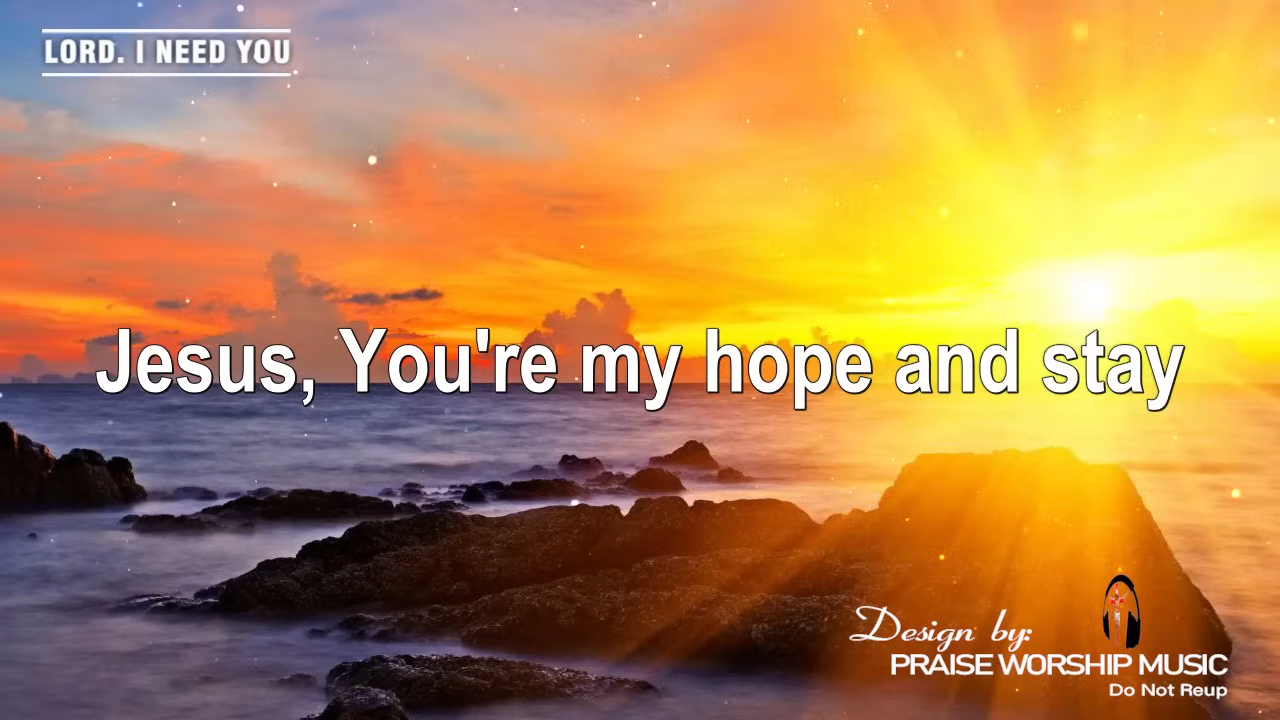 LORD. I NEED YOU
Jesus, You're my hope and stay
Design by:
PRAISE WORSHIP MUSIC
Do Not Reup